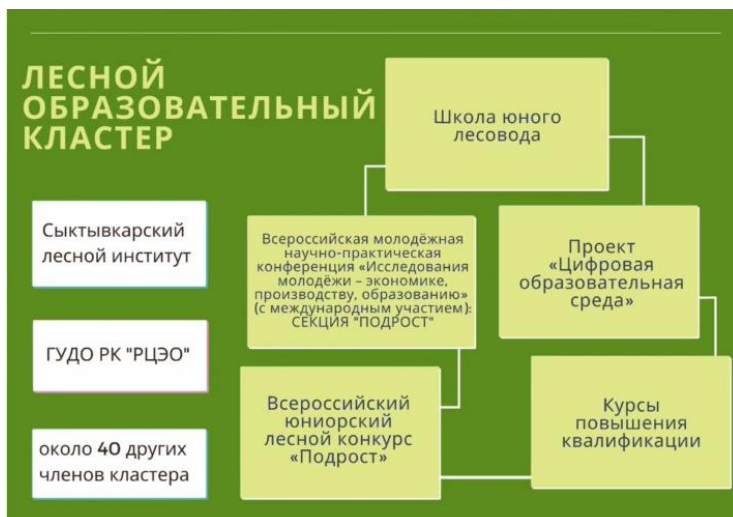 ЛЕСНОЙ
ОБРАЗОВАТЕЛЬНЫЙ
КЛАСТЕР
Сыктывкарский
лесной институт
ГУДО РК "РЦЭО"
около 40 других
членов кластера
Школа юного
лесовода
Всероссийская молодёжная
научно-практическая
конференция «Исследования
молодёжи – экономике,
производству, образованию»
(с международным участием):
СЕКЦИЯ "ПОДРОСТ"
Проект
«Цифровая
образовательная
среда»
Всероссийский
юниорский
лесной конкурс
«Подрост»
Курсы
повышения
квалификации